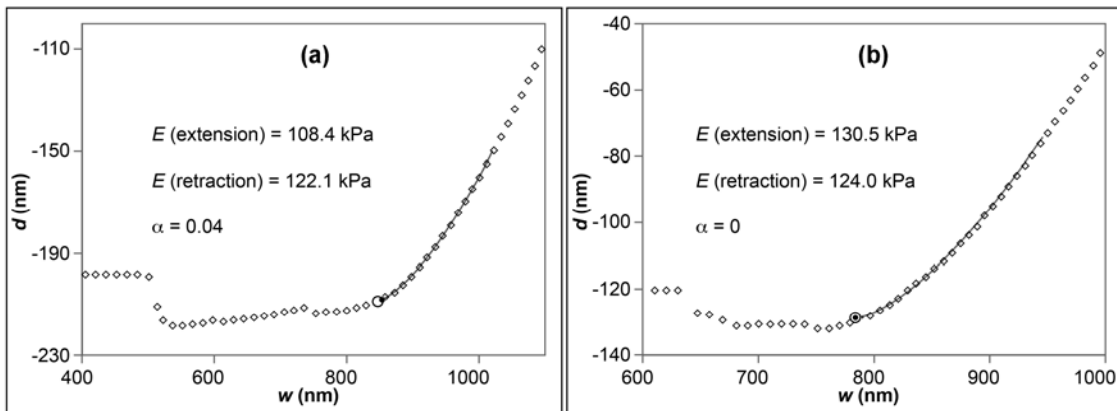 (a)
E (extension) = 108.4 kPa
E (retraction) = 122.1 kPa
α = 0.04
-110
-150
-190
-230
d (nm)
400 600 800 1000
w (nm)
(b)
E (extension) = 130.5 kPa
E (retraction) = 124.0 kPa
α = 0
-40
-60
-80
-100
-120
-140
d (nm)
600 700 800 900 1000
w (nm)